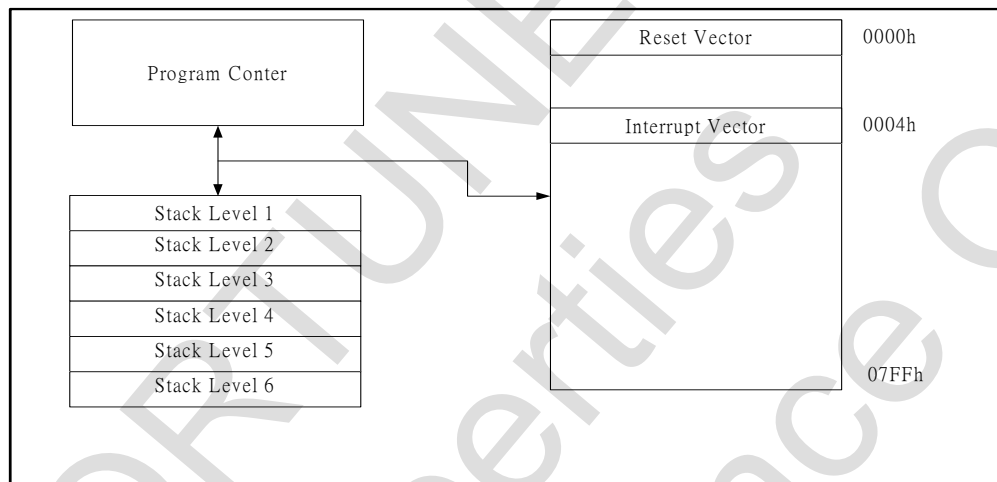 Program Conter
Stack Level 1
Stack Level 2
Stack Level 3
Stack Level 4
Stack Level 5
Stack Level 6
Reset Vector
0000h
Interrupt Vector
0004h
07FFh